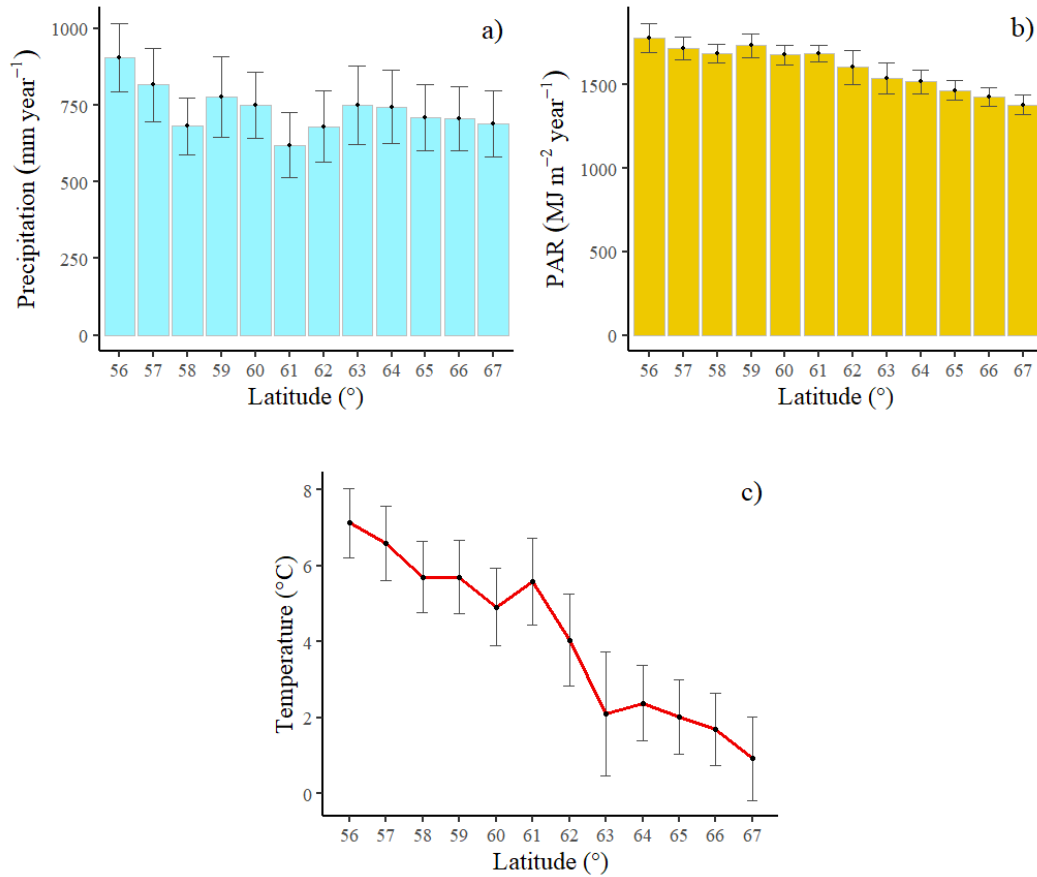 a)
Precipitation (mm year⁻¹)
1000
750
500
250
0
56 57 58 59 60 61 62 63 64 65 66 67
Latitude (°)
b)
PAR (MJ m⁻² year⁻¹)
1500
1000
500
0
56 57 58 59 60 61 62 63 64 65 66 67
Latitude (°)
c)
Temperature (°C)
8
6
4
2
0
56 57 58 59 60 61 62 63 64 65 66 67
Latitude (°)